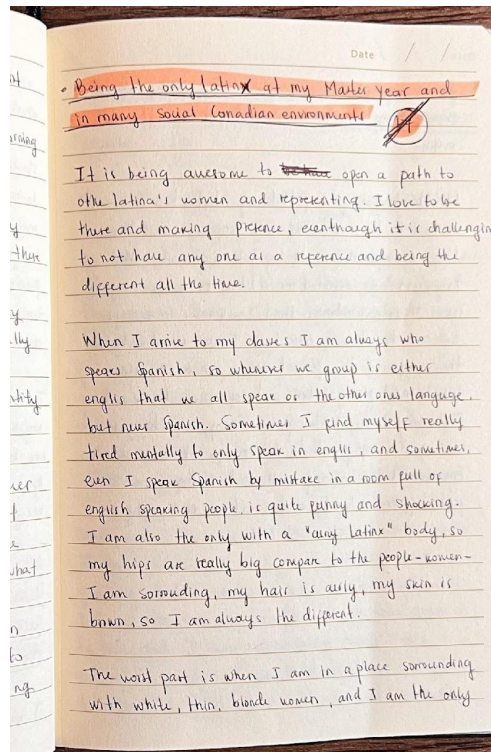 Date / /
• Being the only latinx at my Master year and
in many social Canadian environments
It is being awesome to open a path to
othe latina's women and representing. I love to be
there and making presence, eventhough it is challengin
to not have any one as a reference and being the
different all the time.
When I arrive to my classes I am always who
speaks Spanish, so whenever we group is either
englis that we all speak or the other ones language,
but never Spanish. Sometimes I find myself really
tired mentally to only speak in englis, and sometimes,
even I speak Spanish by mistake in a room full of
english speaking people, is quite funny and shocking.
I am also the only with a "curvy Latinx" body, so
my hips are really big compare to the people-women-
I am sorrouding, my hair is curly, my skin is
brown, so I am always the different.
The worst part is when I am in a place sorrouding
with white, thin, blonde women, and I am the only